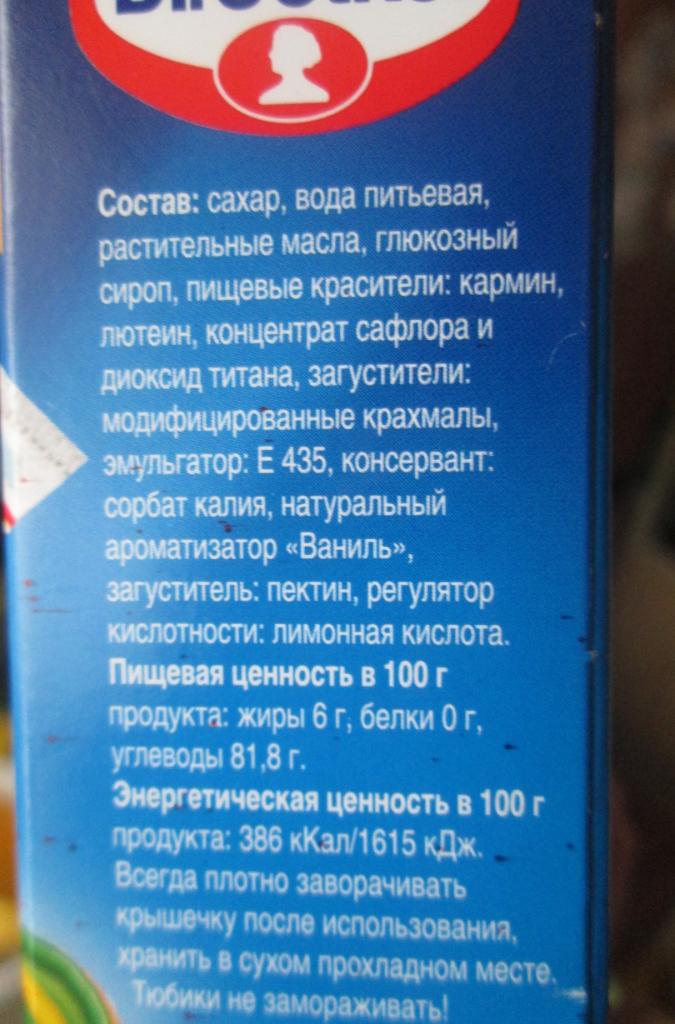 Состав: сахар, вода питьевая,
растительные масла, глюкозный
сироп, пищевые красители: кармин,
лютеин, концентрат сафлора и
диоксид титана, загустители:
модифицированные крахмалы,
эмульгатор: Е 435, консервант:
сорбат калия, натуральный
ароматизатор «Ваниль»,
загуститель: пектин, регулятор
кислотности: лимонная кислота.
Пищевая ценность в 100 г
продукта: жиры 6 г, белки 0 г,
углеводы 81,8 г.
Энергетическая ценность в 100 г
продукта: 386 кКал/1615 кДж.
Всегда плотно заворачивать
крышечку после использования,
хранить в сухом прохладном месте.
Тюбики не замораживать!